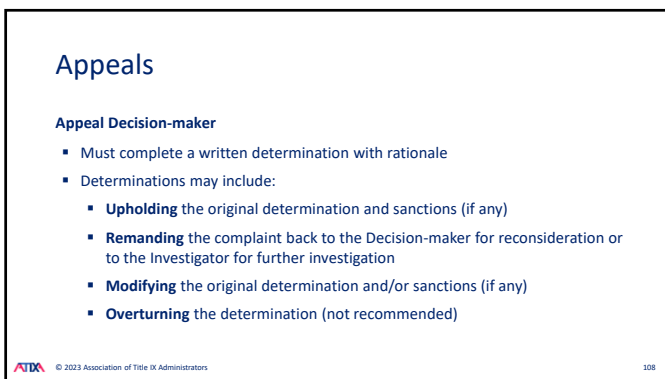 Appeals
Appeal Decision-maker
▪ Must complete a written determination with rationale
▪ Determinations may include:
▪ Upholding the original determination and sanctions (if any)
▪ Remanding the complaint back to the Decision-maker for reconsideration or
to the Investigator for further investigation
▪ Modifying the original determination and/or sanctions (if any)
▪ Overturning the determination (not recommended)
ATIXA © 2023 Association of Title IX Administrators 108